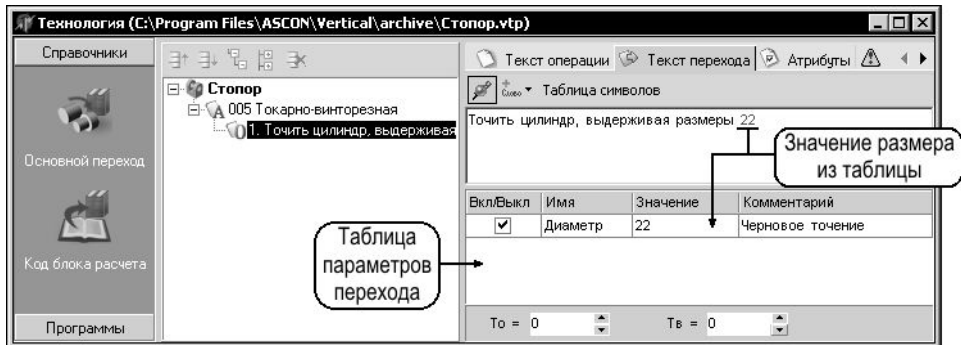 Технология (C:\Program Files\ASCON\Vertical\archive\Стопор.vtp)
Справочники
Основной переход
Код блока расчета
Программы
Стопор
005 Токарно-винторезная
1. Точить цилиндр, выдерживая
Текст операции Текст перехода Атрибуты
Слово Таблица символов
Точить цилиндр, выдерживая размеры 22
Значение размера
из таблицы
Вкл/Выкл Имя Значение Комментарий
Диаметр 22 Черновое точение
Таблица
параметров
перехода
То = 0 Тв = 0